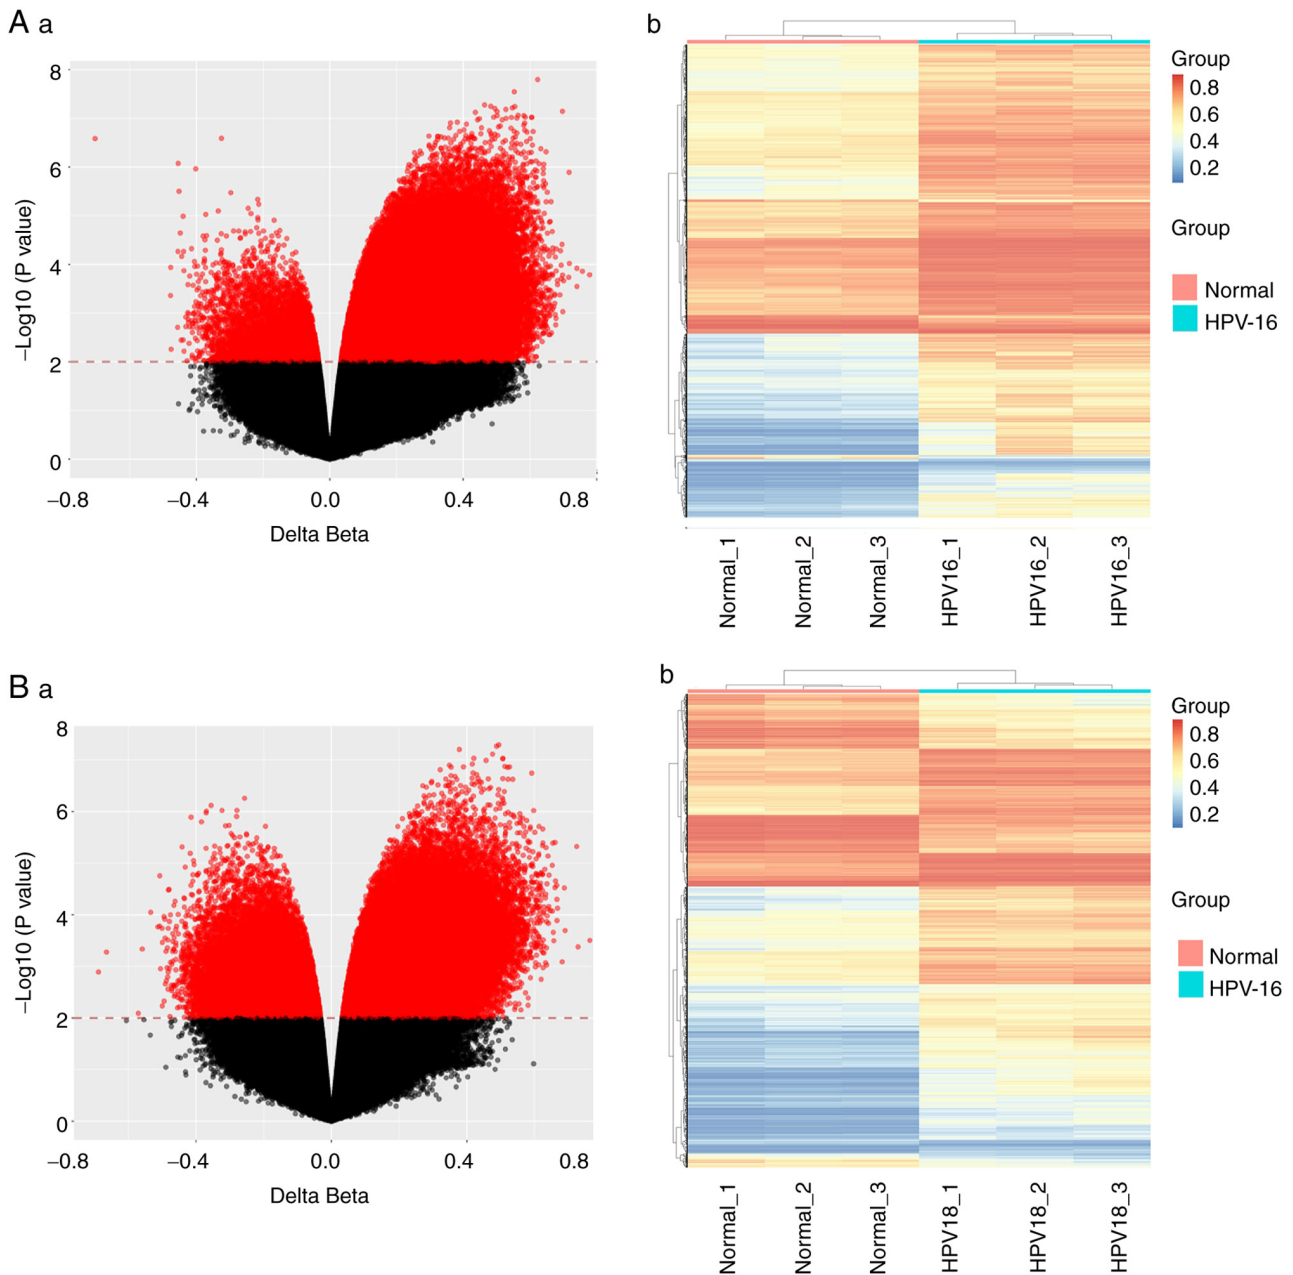 A a
8
6
4
2
0
−Log10 (P value)
−0.8 −0.4 0.0 0.4 0.8
Delta Beta
b
Group
0.8
0.6
0.4
0.2
Group
Normal
HPV-16
Normal_1 Normal_2 Normal_3 HPV16_1 HPV16_2 HPV16_3
B a
8
6
4
2
0
−Log10 (P value)
−0.8 −0.4 0.0 0.4 0.8
Delta Beta
b
Group
0.8
0.6
0.4
0.2
Group
Normal
HPV-16
Normal_1 Normal_2 Normal_3 HPV18_1 HPV18_2 HPV18_3